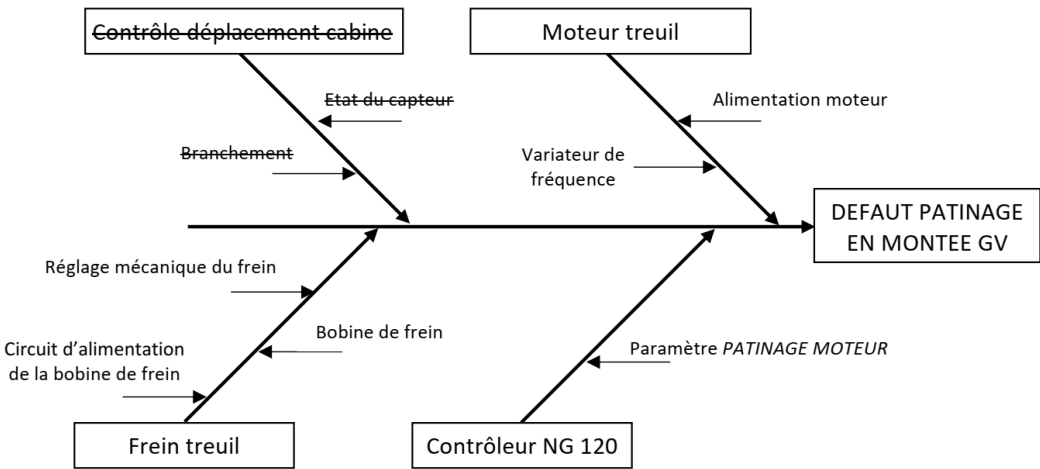 Contrôle déplacement cabine
Moteur treuil
Etat du capteur
Alimentation moteur
Branchement
Variateur de
fréquence
DEFAUT PATINAGE
EN MONTEE GV
Réglage mécanique du frein
Bobine de frein
Circuit d’alimentation
de la bobine de frein
Paramètre PATINAGE MOTEUR
Frein treuil
Contrôleur NG 120